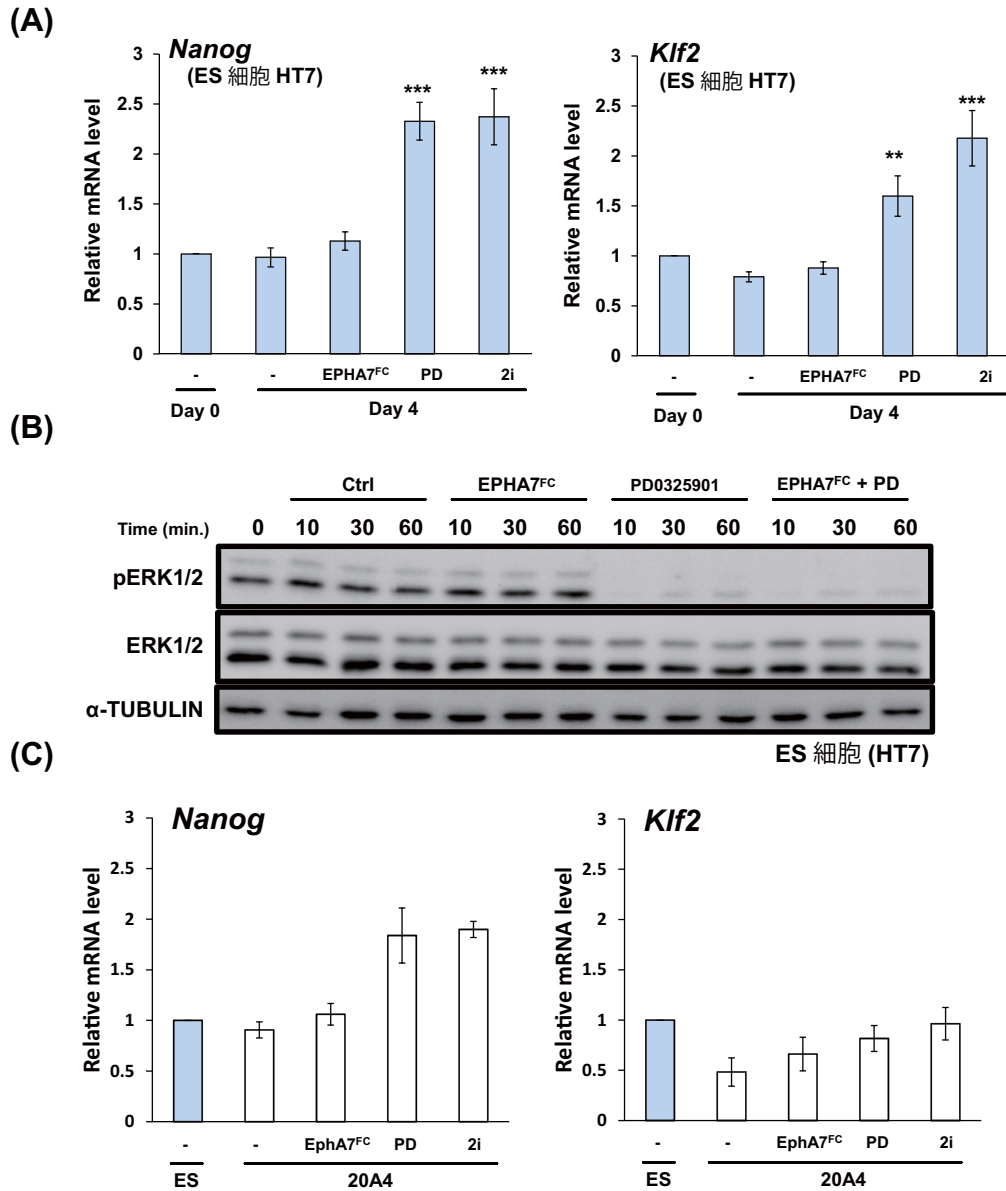 (A)
Nanog
(ES 細胞 HT7)
Relative mRNA level
3
2.5
2
1.5
1
0.5
0
***
***
- - EPHA7FC PD 2i
Day 0 Day 4
Klf2
(ES 細胞 HT7)
Relative mRNA level
3
2.5
2
1.5
1
0.5
0
**
***
- - EPHA7FC PD 2i
Day 0 Day 4
(B)
Ctrl EPHA7FC PD0325901 EPHA7FC + PD
Time (min.) 0 10 30 60 10 30 60 10 30 60 10 30 60
pERK1/2
ERK1/2
α-TUBULIN
ES 細胞 (HT7)
(C)
Nanog
Relative mRNA level
3
2.5
2
1.5
1
0.5
0
- - EphA7FC PD 2i
ES 20A4
Klf2
Relative mRNA level
3
2.5
2
1.5
1
0.5
0
- - EphA7FC PD 2i
ES 20A4